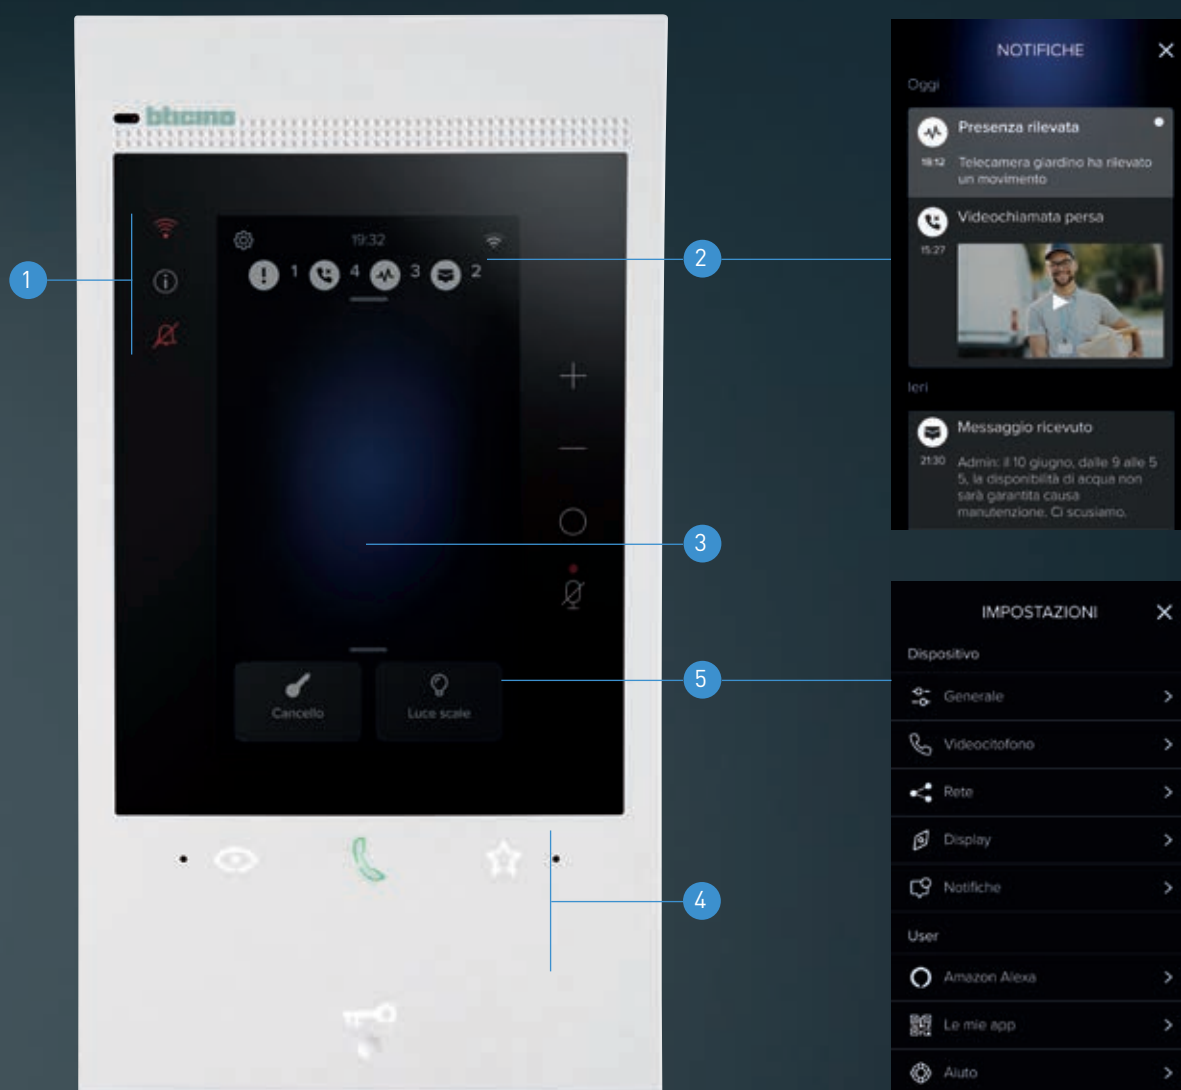 bticino
1
19:32
1 4 3 2
Cancello
Luce scale
2
3
5
4
NOTIFICHE
Oggi
Presenza rilevata
18:12
Telecamera giardino ha rilevato
un movimento
Videochiamata persa
15:27
Ieri
Messaggio ricevuto
21:30
Admin: il 10 giugno, dalle 9 alle 5
5, la disponibilità di acqua non
sarà garantita causa
manutenzione. Ci scusiamo.
IMPOSTAZIONI
Dispositivo
Generale
Videocitofono
Rete
Display
Notifiche
User
Amazon Alexa
Le mie app
Aiuto